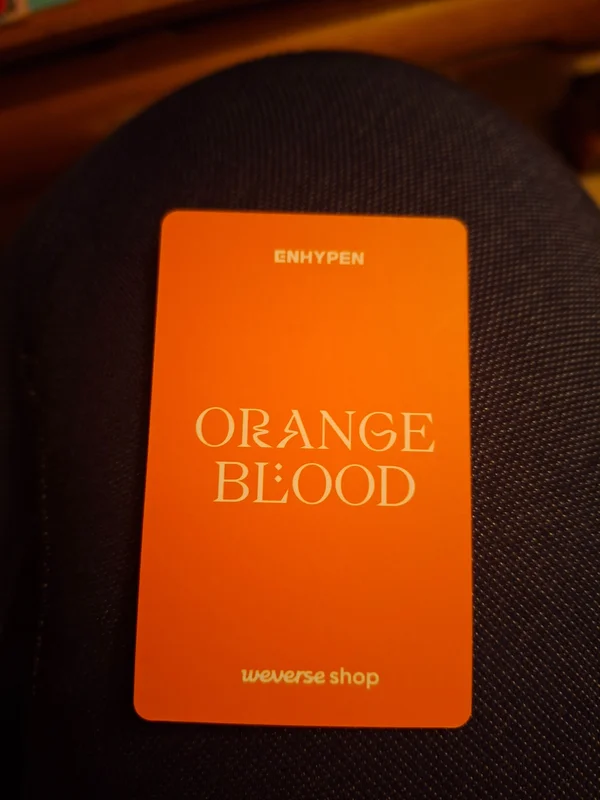 ENHYPEN
ORANGE
BLOOD
weverse shop